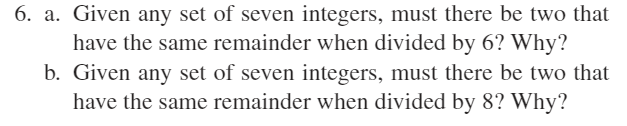 6. a. Given any set of seven integers, must there be two that
have the same remainder when divided by 6? Why?
b. Given any set of seven integers, must there be two that
have the same remainder when divided by 8? Why?